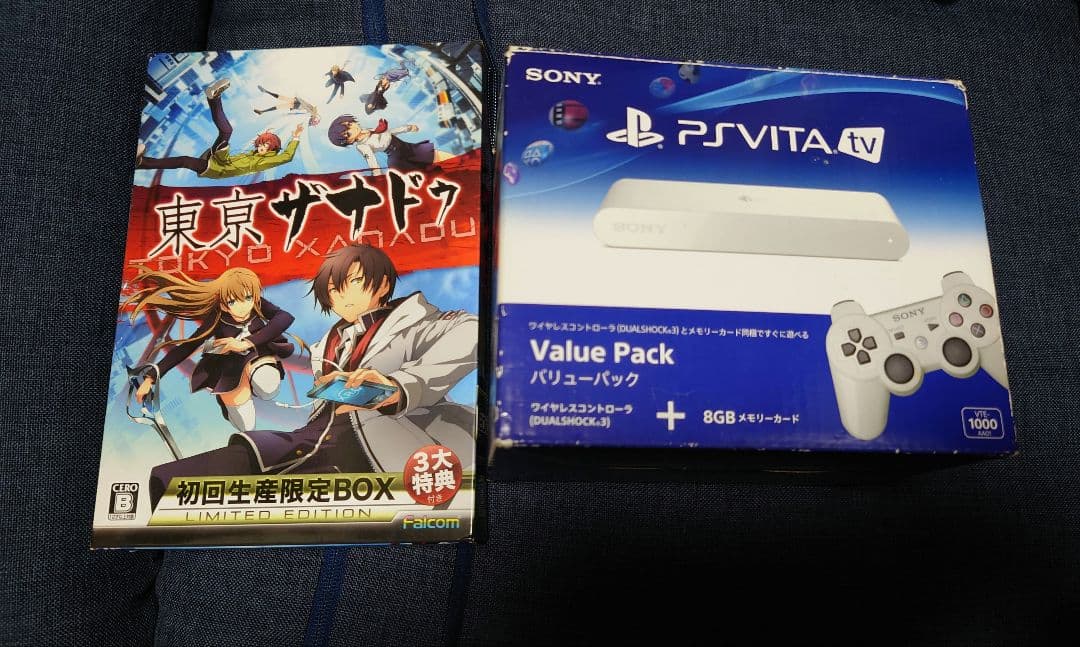 東京ザナドゥ
TOKYO XANADU
初回生産限定BOX
LIMITED EDITION
3大
特典
付き
CERO
B
Falcom
SONY
PSVITA tv
SONY
SONY
ワイヤレスコントローラ(DUALSHOCK®3)とメモリーカード同梱ですぐに遊べる
Value Pack
バリューパック
ワイヤレスコントローラ
(DUALSHOCK®3)
+
8GB メモリーカード
VTE-
1000
AA01